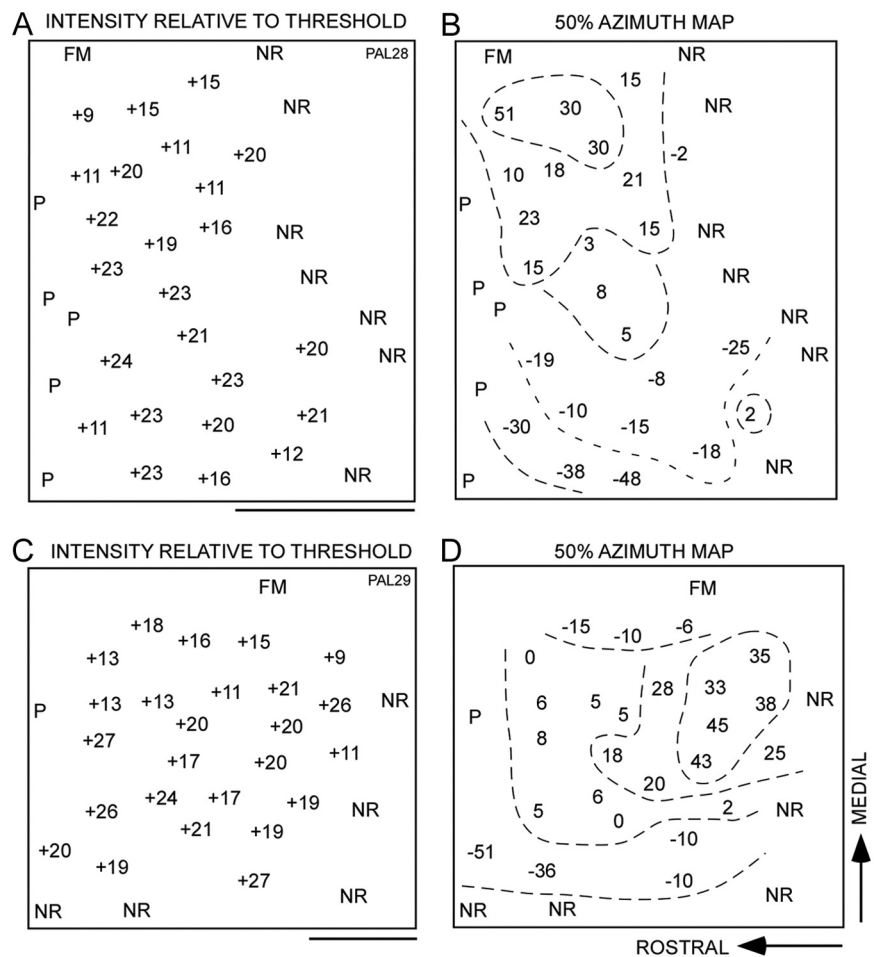 A INTENSITY RELATIVE TO THRESHOLD
FM NR PAL28
+15
+9 +15 NR
+11 +20
+11 +20 +11
P
+22 +16
+19 NR
+23 NR
P +23
P NR
+21
+24 +20 NR
P +23
+11 +23 +20 +21
+12
P +23 +16 NR
B 50% AZIMUTH MAP
FM NR
15
51 30 NR
30 -2
10 18 21
P 23
15 NR
3
15 NR
P 8
P NR
5
-19 -25 NR
P -8
-10 2
-30 -15
-18
P -38 -48 NR
C INTENSITY RELATIVE TO THRESHOLD
PAL29
FM
+18
+16 +15
+13 +9
+13 +13 +11 +21 NR
P +26
+20 +20
+27 +11
+17 +20
+24 +17 +19
+26 NR
+21 +19
+20
+19
+27
NR NR NR
D 50% AZIMUTH MAP
FM
-15 -10 -6
0 35
28 33
6 5 38 NR
P 5 45
8
18 43 25
20
6 2 NR
5 0
-10
-51
-36 -10
NR NR NR
MEDIAL
ROSTRAL